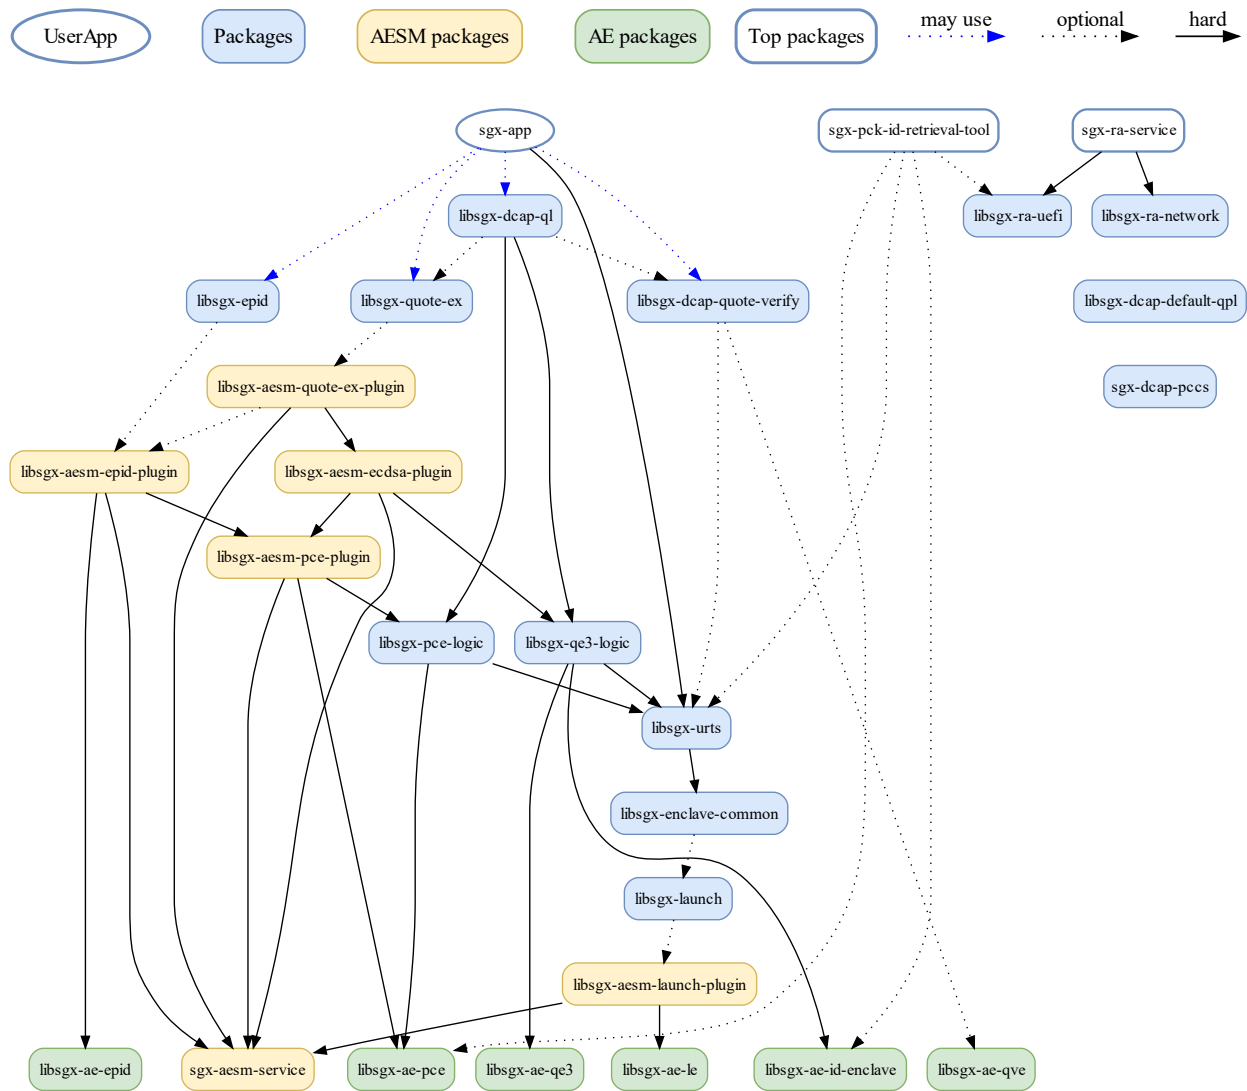 UserApp
Packages
AESM packages
AE packages
Top packages
may use
optional
hard
sgx-app
sgx-pck-id-retrieval-tool
sgx-ra-service
libsgx-dcap-ql
libsgx-ra-uefi
libsgx-ra-network
libsgx-epid
libsgx-quote-ex
libsgx-dcap-quote-verify
libsgx-dcap-default-qpl
libsgx-aesm-quote-ex-plugin
sgx-dcap-pccs
libsgx-aesm-epid-plugin
libsgx-aesm-ecdsa-plugin
libsgx-aesm-pce-plugin
libsgx-pce-logic
libsgx-qe3-logic
libsgx-urts
libsgx-enclave-common
libsgx-launch
libsgx-aesm-launch-plugin
libsgx-ae-epid
sgx-aesm-service
libsgx-ae-pce
libsgx-ae-qe3
libsgx-ae-le
libsgx-ae-id-enclave
libsgx-ae-qve